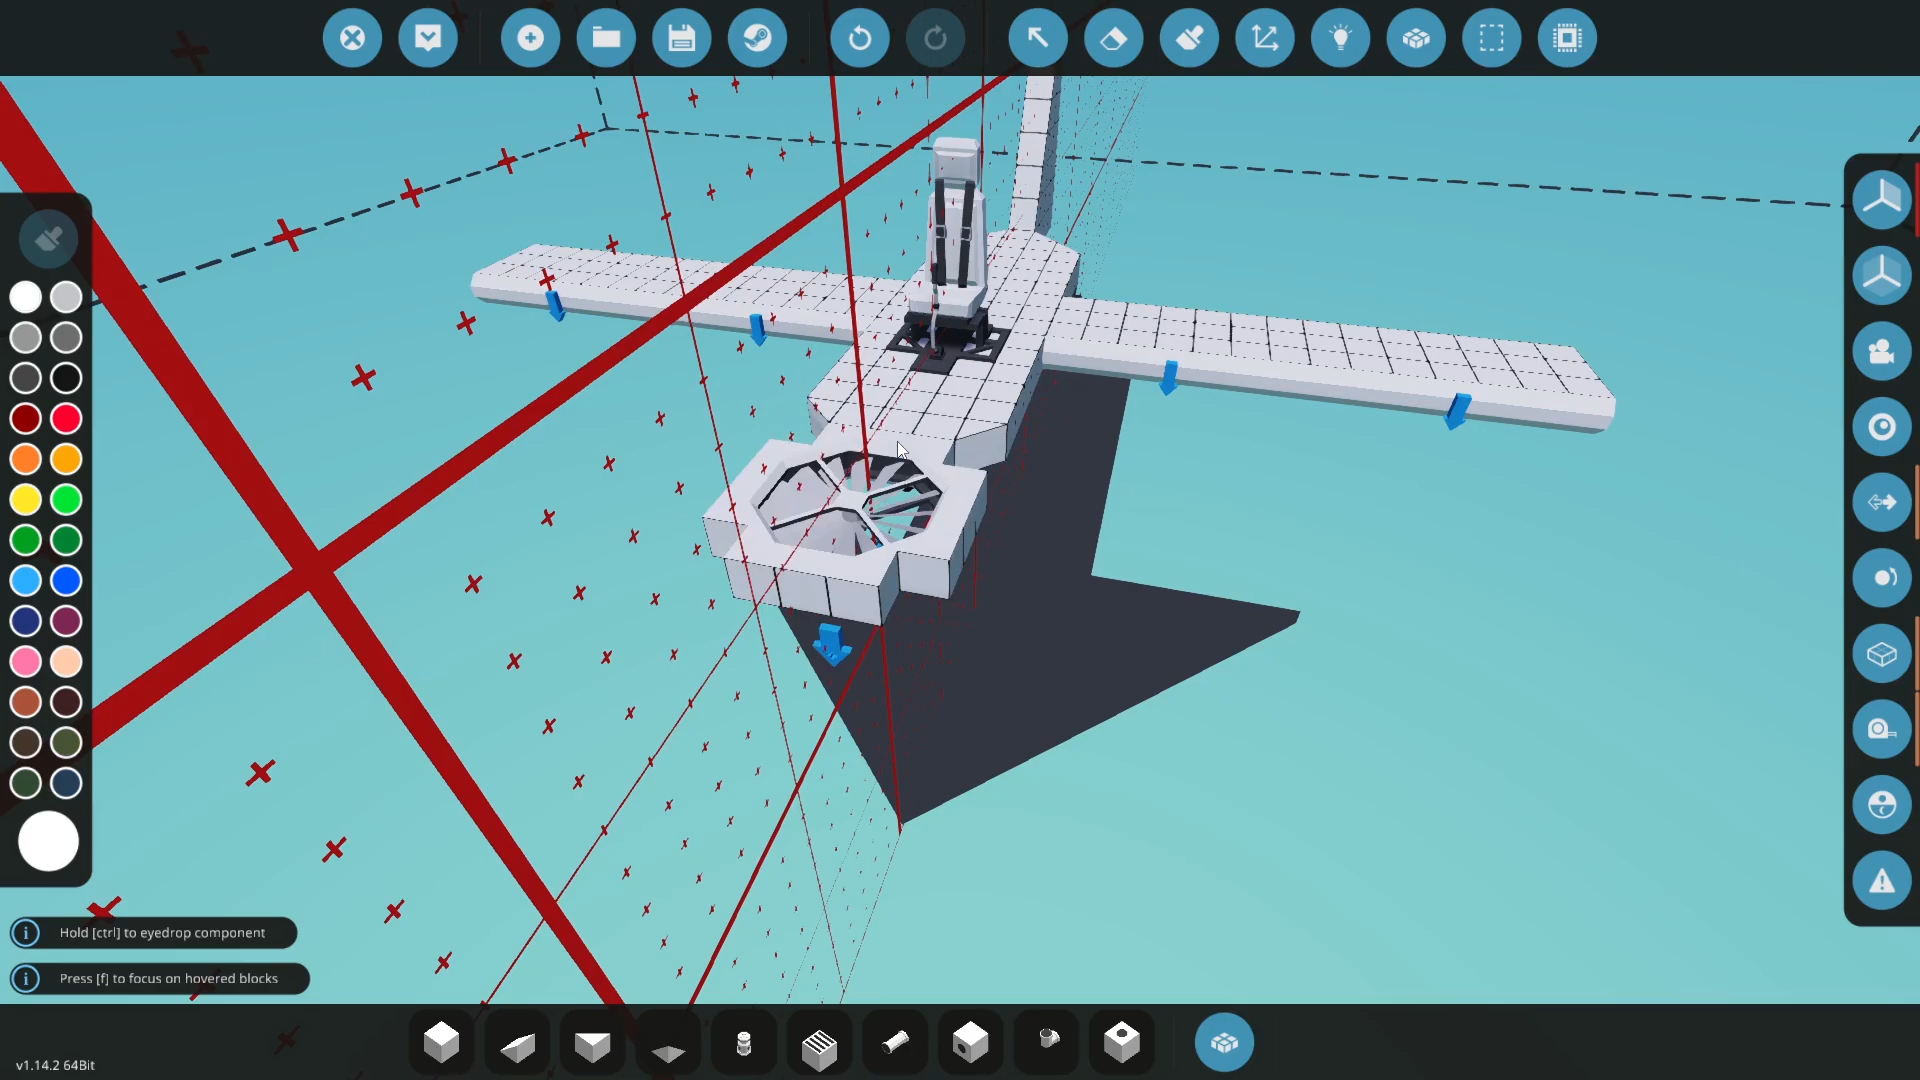 Hold [ctrl] to eyedrop component
Press [f] to focus on hovered blocks
v1.14.2 64Bit